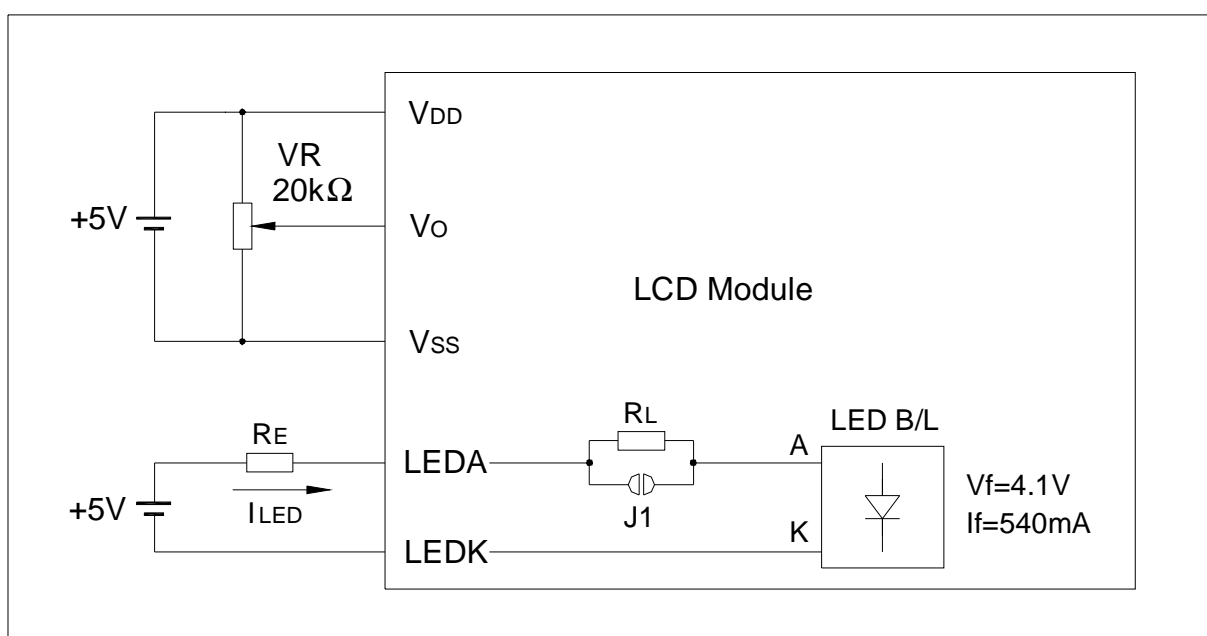 VDD
VR
20kΩ
+5V
VO
LCD Module
VSS
RE
LEDA
RL
LED B/L
A
Vf=4.1V
If=540mA
+5V
ILED
J1
K
LEDK